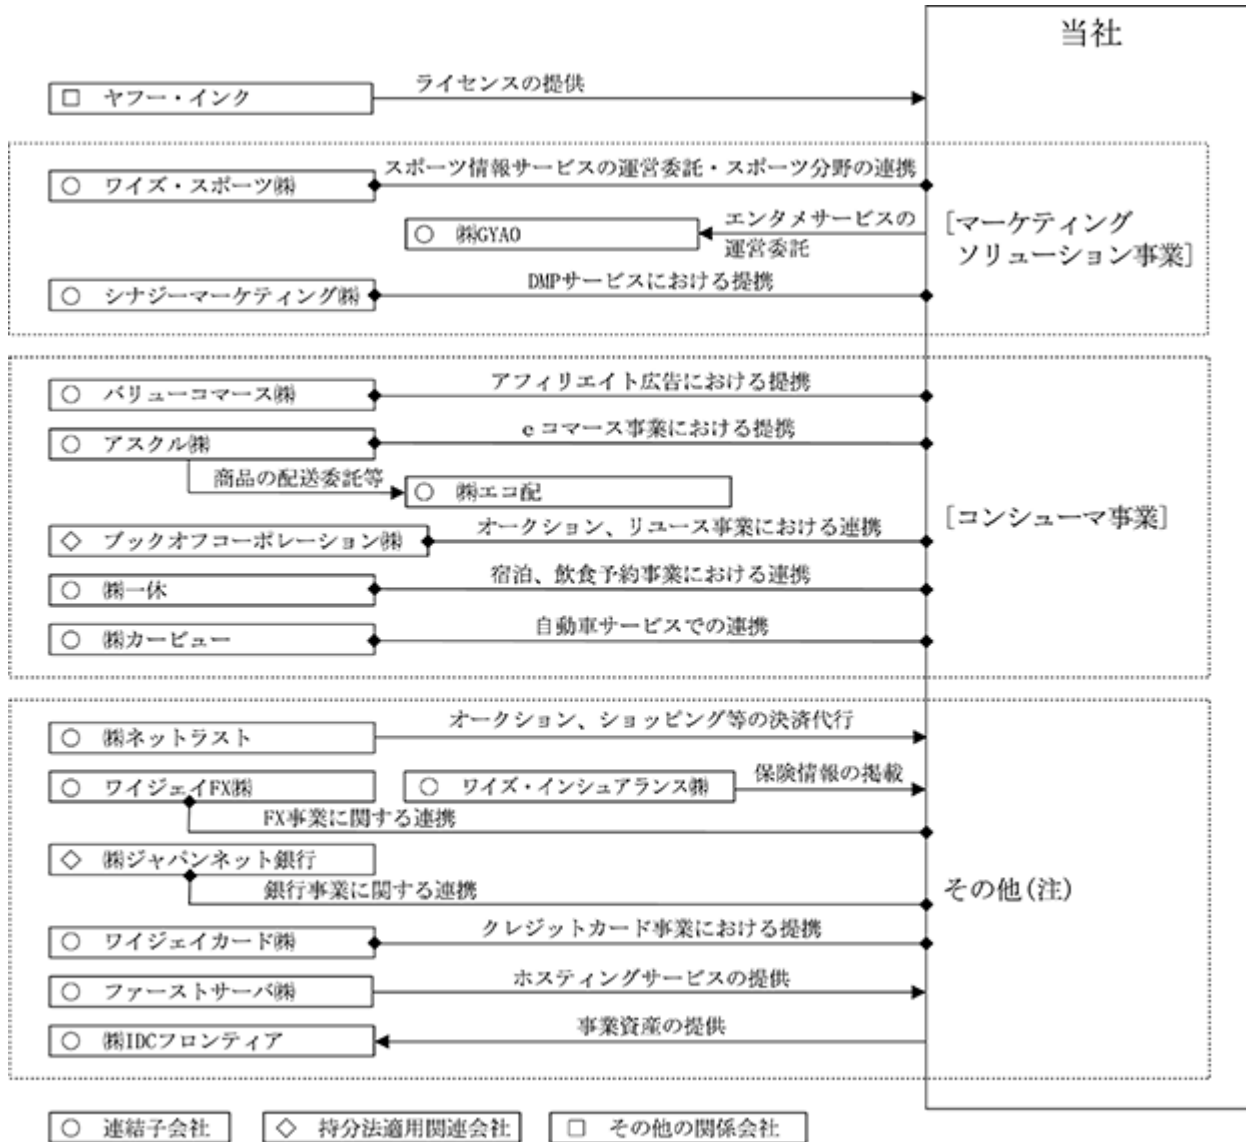 当社
ライセンスの提供
□ ヤフー・インク
スポーツ情報サービスの運営委託・スポーツ分野の連携
○ ワイズ・スポーツ㈱
○ ㈱GYAO
エンタメサービスの
運営委託
[マーケティング
ソリューション事業]
DMPサービスにおける提携
○ シナジーマーケティング㈱
アフィリエイト広告における提携
○ バリューコマース㈱
eコマース事業における提携
○ アスクル㈱
商品の配送委託等
○ ㈱エコ配
[コンシューマ事業]
オークション、リユース事業における連携
◇ ブックオフコーポレーション㈱
宿泊、飲食予約事業における連携
○ ㈱一休
自動車サービスでの連携
○ ㈱カービュー
オークション、ショッピング等の決済代行
○ ㈱ネットラスト
○ ワイジェイFX㈱
○ ワイズ・インシュアランス㈱
保険情報の掲載
FX事業に関する連携
◇ ㈱ジャパンネット銀行
銀行事業に関する連携
その他(注)
クレジットカード事業における提携
○ ワイジェイカード㈱
ホスティングサービスの提供
○ ファーストサーバ㈱
事業資産の提供
○ ㈱IDCフロンティア
○ 連結子会社
◇ 持分法適用関連会社
□ その他の関係会社